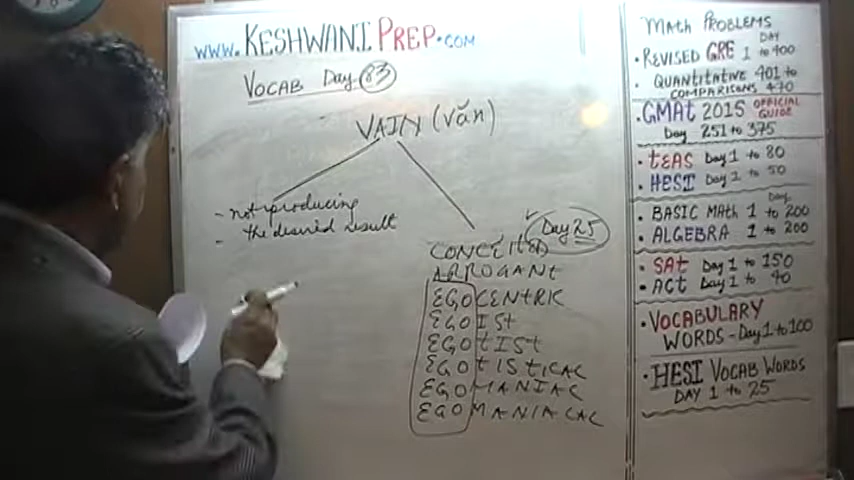 www.KESHWANIPREP.COM
VOCAB Day 83
VAIN (văn)
- not producing
- the desired result
Day 25
CONCEITED
ARROGANT
EGOCENTRIC
EGOIST
EGOTIST
EGOTISTICAL
EGOMANIAC
EGOMANIACAL
MATH PROBLEMS
DAY
• REVISED GRE 1 to 400
• QUANTITATIVE 401 to
COMPARISONS 470
• GMAT 2015 OFFICIAL GUIDE
Day 251 to 375
• TEAS Day 1 to 80
• HESI Day 1 to 50
Day
• BASIC MATH 1 to 200
• ALGEBRA 1 to 200
• SAT Day 1 to 150
• ACT Day 1 to 40
• VOCABULARY
WORDS - Day 1 to 100
• HESI VOCAB WORDS
DAY 1 to 25